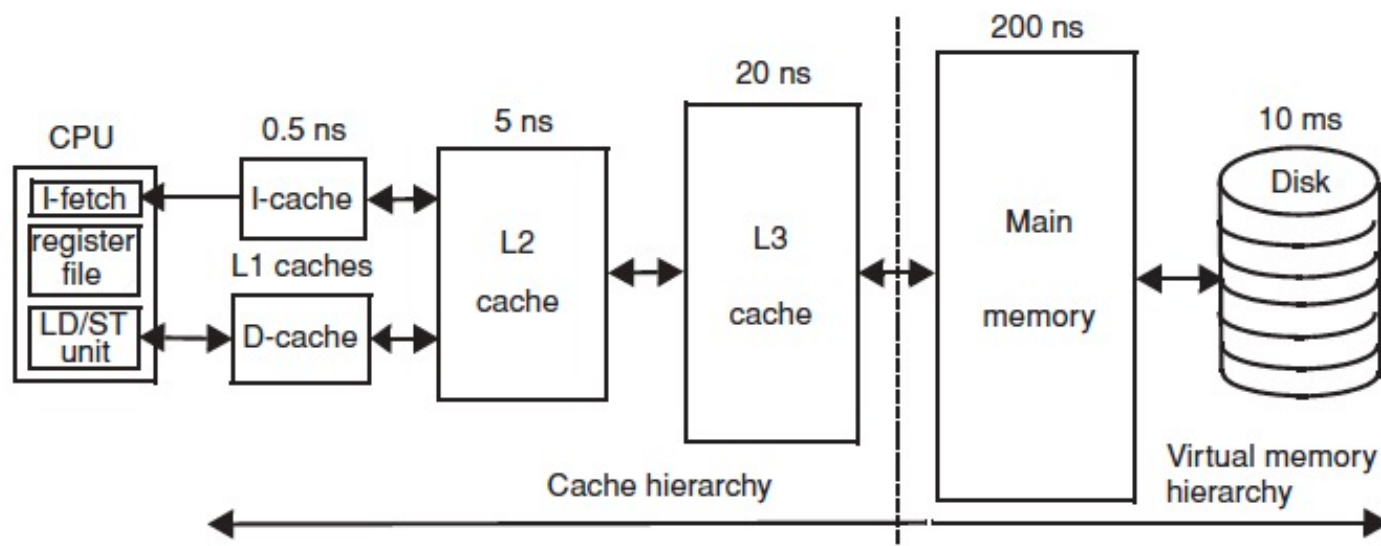 200 ns
20 ns
10 ms
5 ns
0.5 ns
CPU
I-fetch
I-cache
Disk
register
file
L1 caches
L2
cache
L3
cache
Main
memory
LD/ST
unit
D-cache
Cache hierarchy
Virtual memory
hierarchy